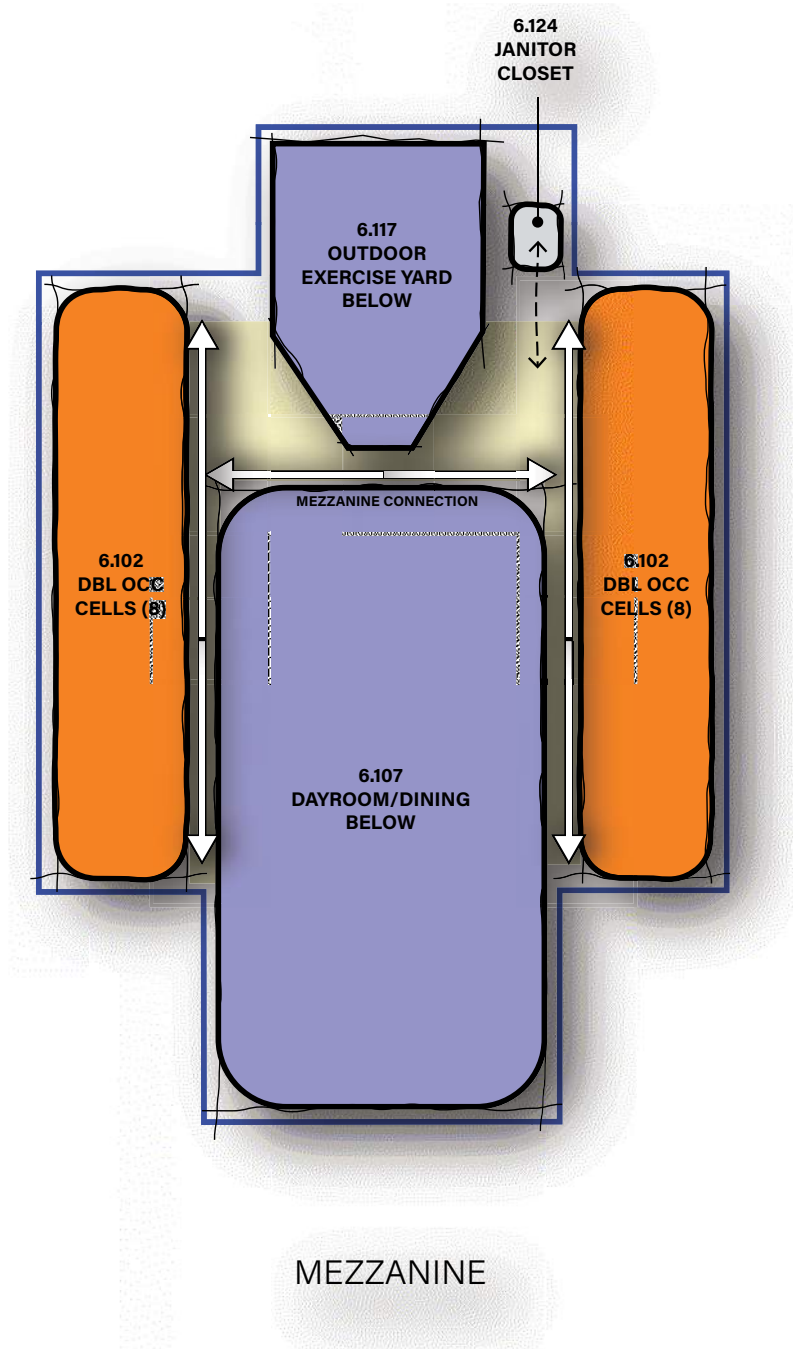 6.124
JANITOR
CLOSET
6.117
OUTDOOR
EXERCISE YARD
BELOW
MEZZANINE CONNECTION
6.102
DBL OCC
CELLS (8)
6.102
DBL OCC
CELLS (8)
6.107
DAYROOM/DINING
BELOW
MEZZANINE